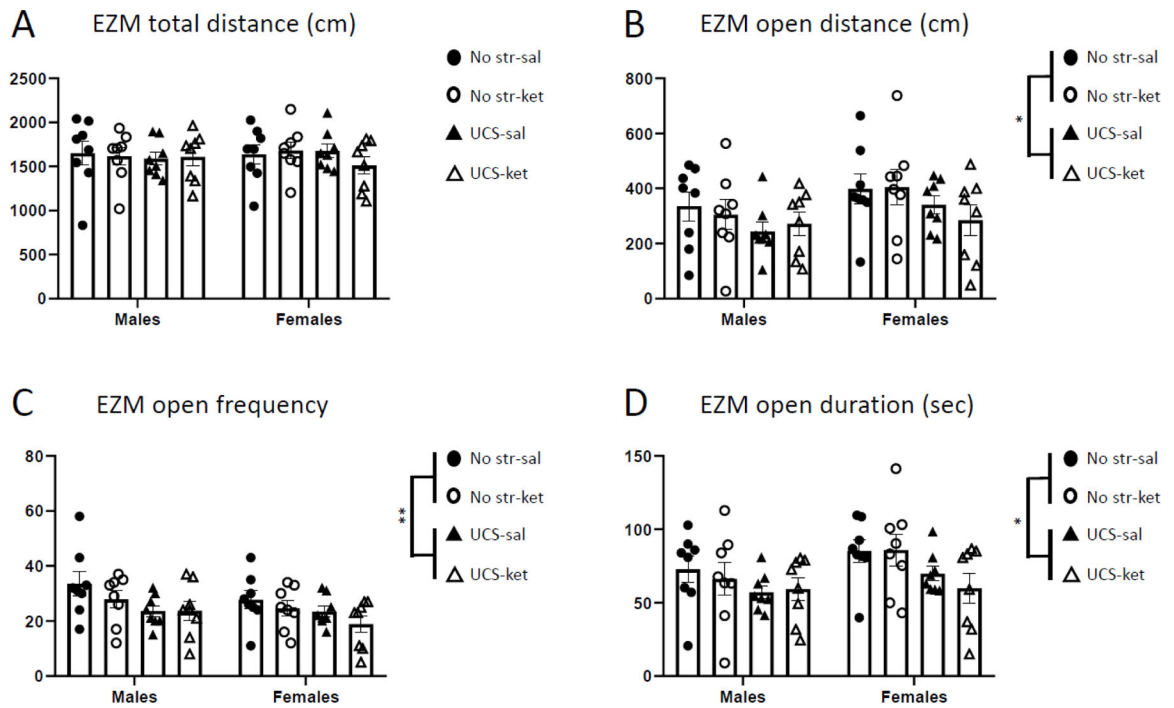 A EZM total distance (cm)
No str-sal
No str-ket
UCS-sal
UCS-ket
2500
2000
1500
1000
500
0
Males Females
B EZM open distance (cm)
No str-sal
No str-ket
UCS-sal
UCS-ket
*
800
600
400
200
0
Males Females
C EZM open frequency
No str-sal
No str-ket
UCS-sal
UCS-ket
**
80
60
40
20
0
Males Females
D EZM open duration (sec)
No str-sal
No str-ket
UCS-sal
UCS-ket
*
150
100
50
0
Males Females